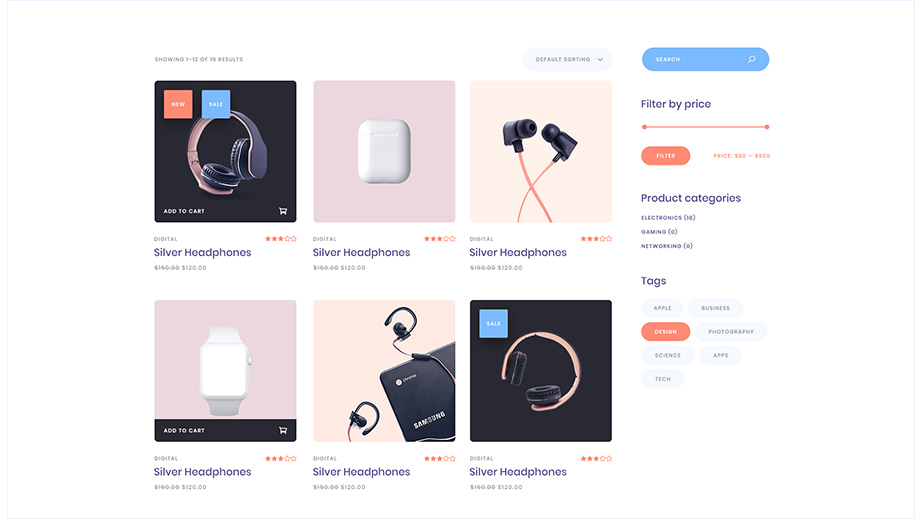 SHOWING 1–12 OF 18 RESULTS
DEFAULT SORTING
SEARCH
NEW
SALE
ADD TO CART
DIGITAL
Silver Headphones
$150.00 $120.00
DIGITAL
Silver Headphones
$150.00 $120.00
DIGITAL
Silver Headphones
$150.00 $120.00
ADD TO CART
DIGITAL
Silver Headphones
$150.00 $120.00
chrome
SAMSUNG
DIGITAL
Silver Headphones
$150.00 $120.00
SALE
DIGITAL
Silver Headphones
$150.00 $120.00
Filter by price
FILTER
PRICE: $90 — $950
Product categories
ELECTRONICS (16)
GAMING (0)
NETWORKING (0)
Tags
APPLE
BUSINESS
DESIGN
PHOTOGRAPHY
SCIENCE
APPS
TECH